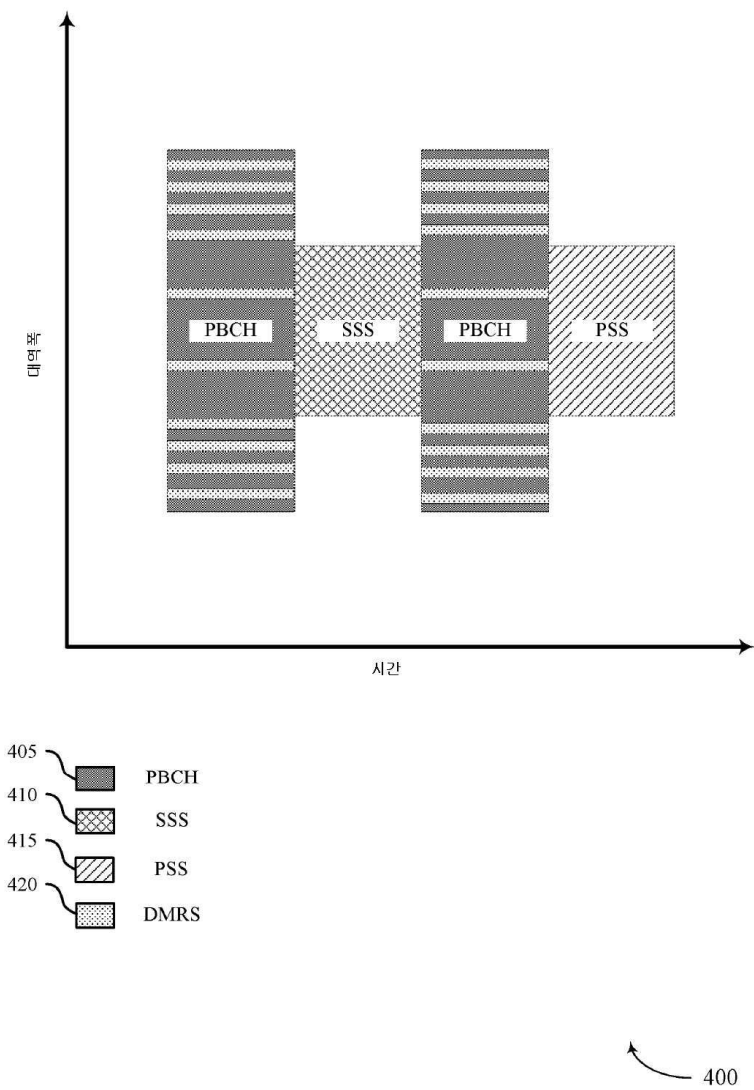 대역폭
PBCH SSS PBCH PSS
시간
405 PBCH
410 SSS
415 PSS
420 DMRS
400